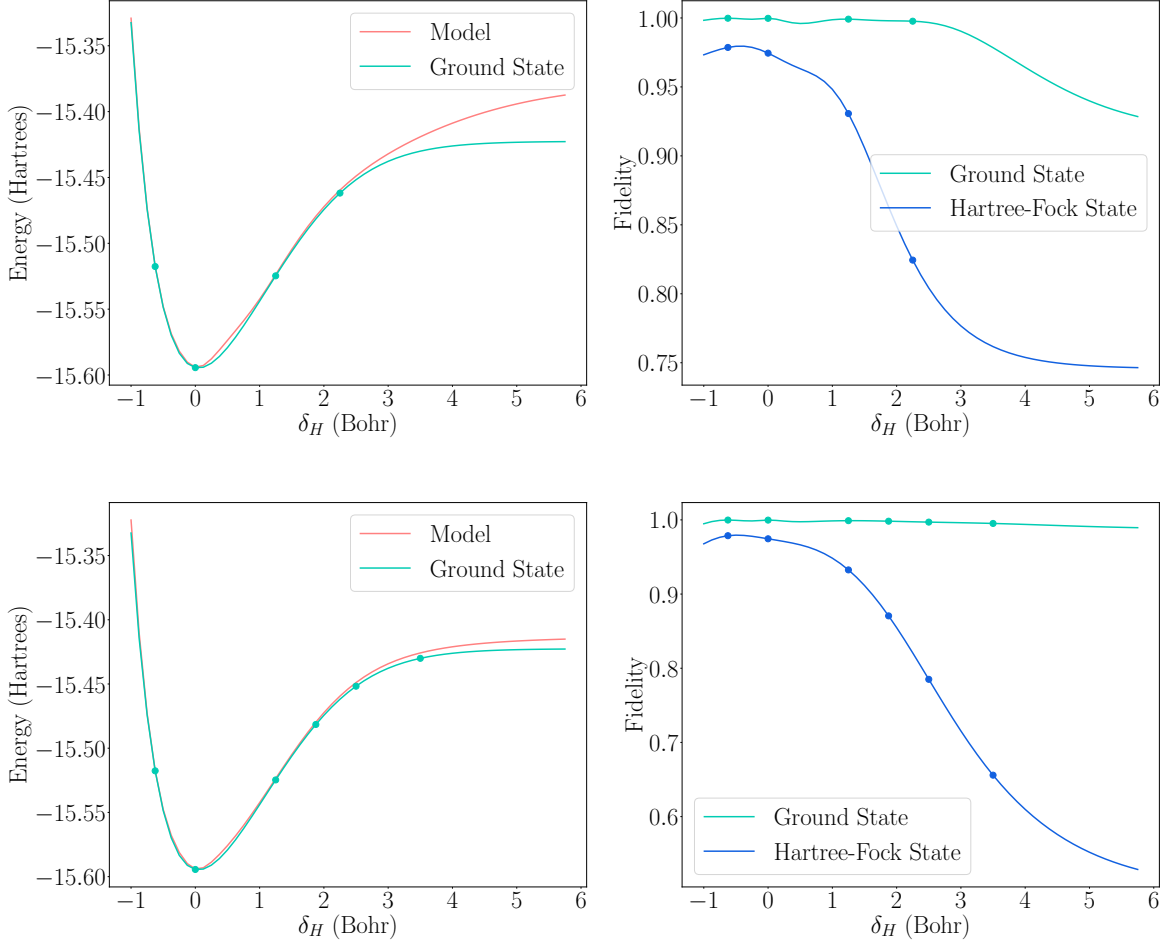 Energy (Hartrees)
−15.35
−15.40
−15.45
−15.50
−15.55
−15.60
Model
Ground State
−1 0 1 2 3 4 5 6
δ_H (Bohr)
Fidelity
1.00
0.95
0.90
0.85
0.80
0.75
Ground State
Hartree-Fock State
−1 0 1 2 3 4 5 6
δ_H (Bohr)
Energy (Hartrees)
−15.35
−15.40
−15.45
−15.50
−15.55
−15.60
Model
Ground State
−1 0 1 2 3 4 5 6
δ_H (Bohr)
Fidelity
1.0
0.9
0.8
0.7
0.6
Ground State
Hartree-Fock State
−1 0 1 2 3 4 5 6
δ_H (Bohr)